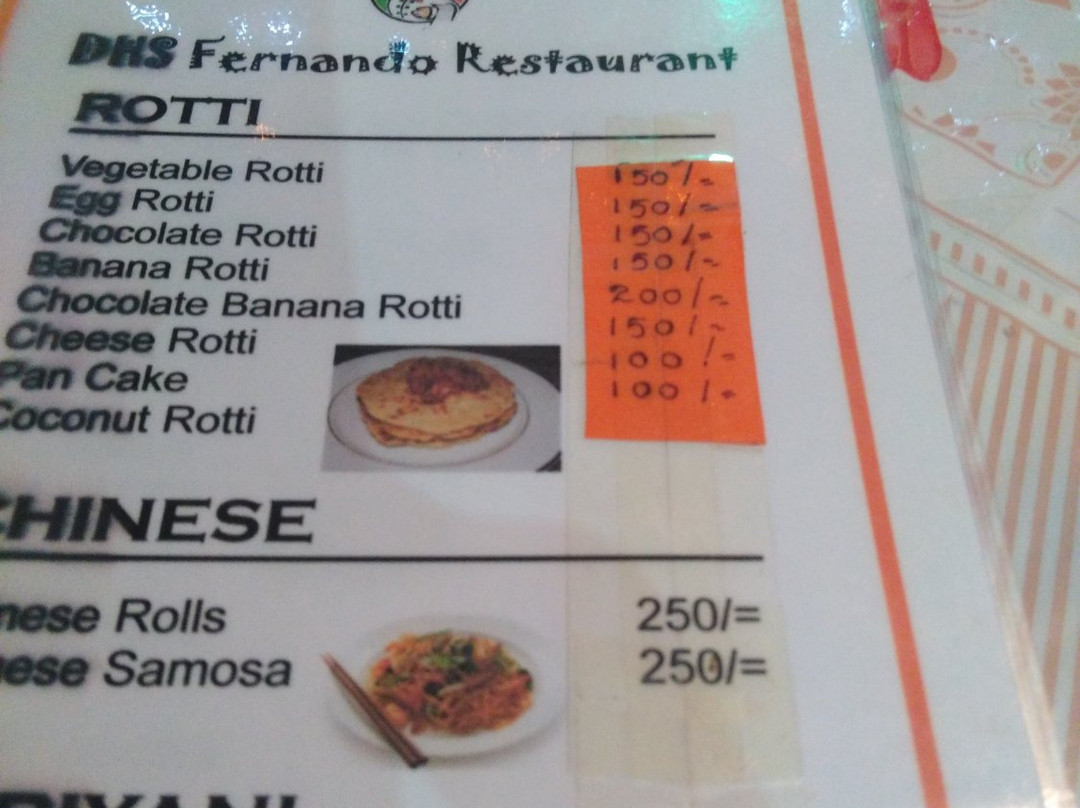 DHS Fernando Restaurant
ROTTI
Vegetable Rotti 150/=
Egg Rotti 150/=
Chocolate Rotti 150/=
Banana Rotti 150/=
Chocolate Banana Rotti 200/=
Cheese Rotti 150/=
Pan Cake 100/=
Coconut Rotti 100/=
CHINESE
nese Rolls 250/=
ese Samosa 250/=